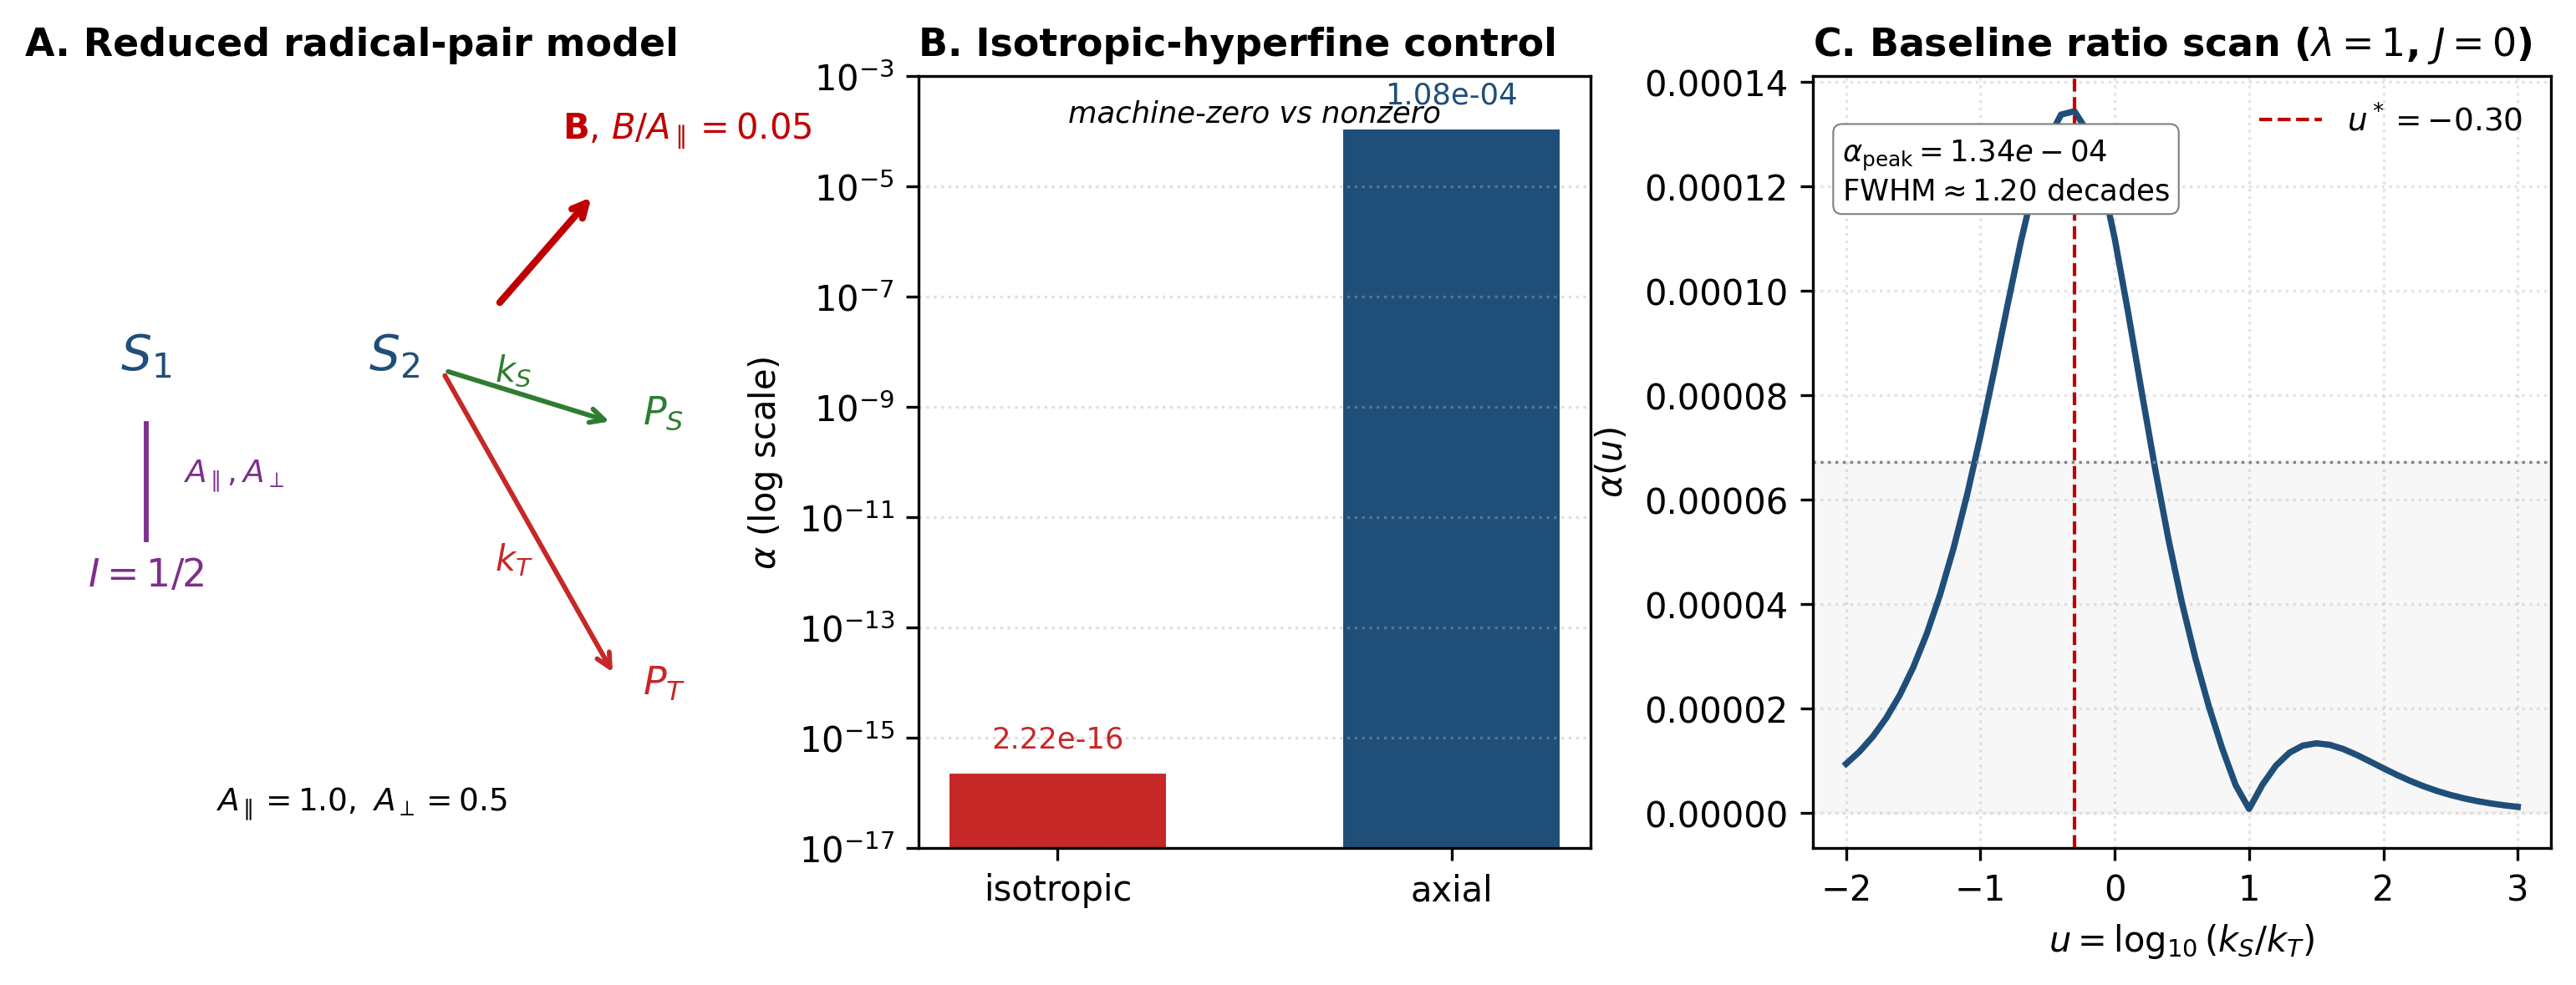 A. Reduced radical-pair model
B, B/A∥ = 0.05
S1
S2
kS
PS
A∥, A⊥
kT
I = 1/2
PT
A∥ = 1.0, A⊥ = 0.5
B. Isotropic-hyperfine control
α (log scale)
10⁻³
10⁻⁵
10⁻⁷
10⁻⁹
10⁻¹¹
10⁻¹³
10⁻¹⁵
10⁻¹⁷
1.08e-04
machine-zero vs nonzero
2.22e-16
isotropic
axial
C. Baseline ratio scan (λ = 1, J = 0)
α(u)
0.00014
0.00012
0.00010
0.00008
0.00006
0.00004
0.00002
0.00000
u* = −0.30
αpeak = 1.34e − 04
FWHM ≈ 1.20 decades
−2
−1
0
1
2
3
u = log₁₀ (kS/kT)